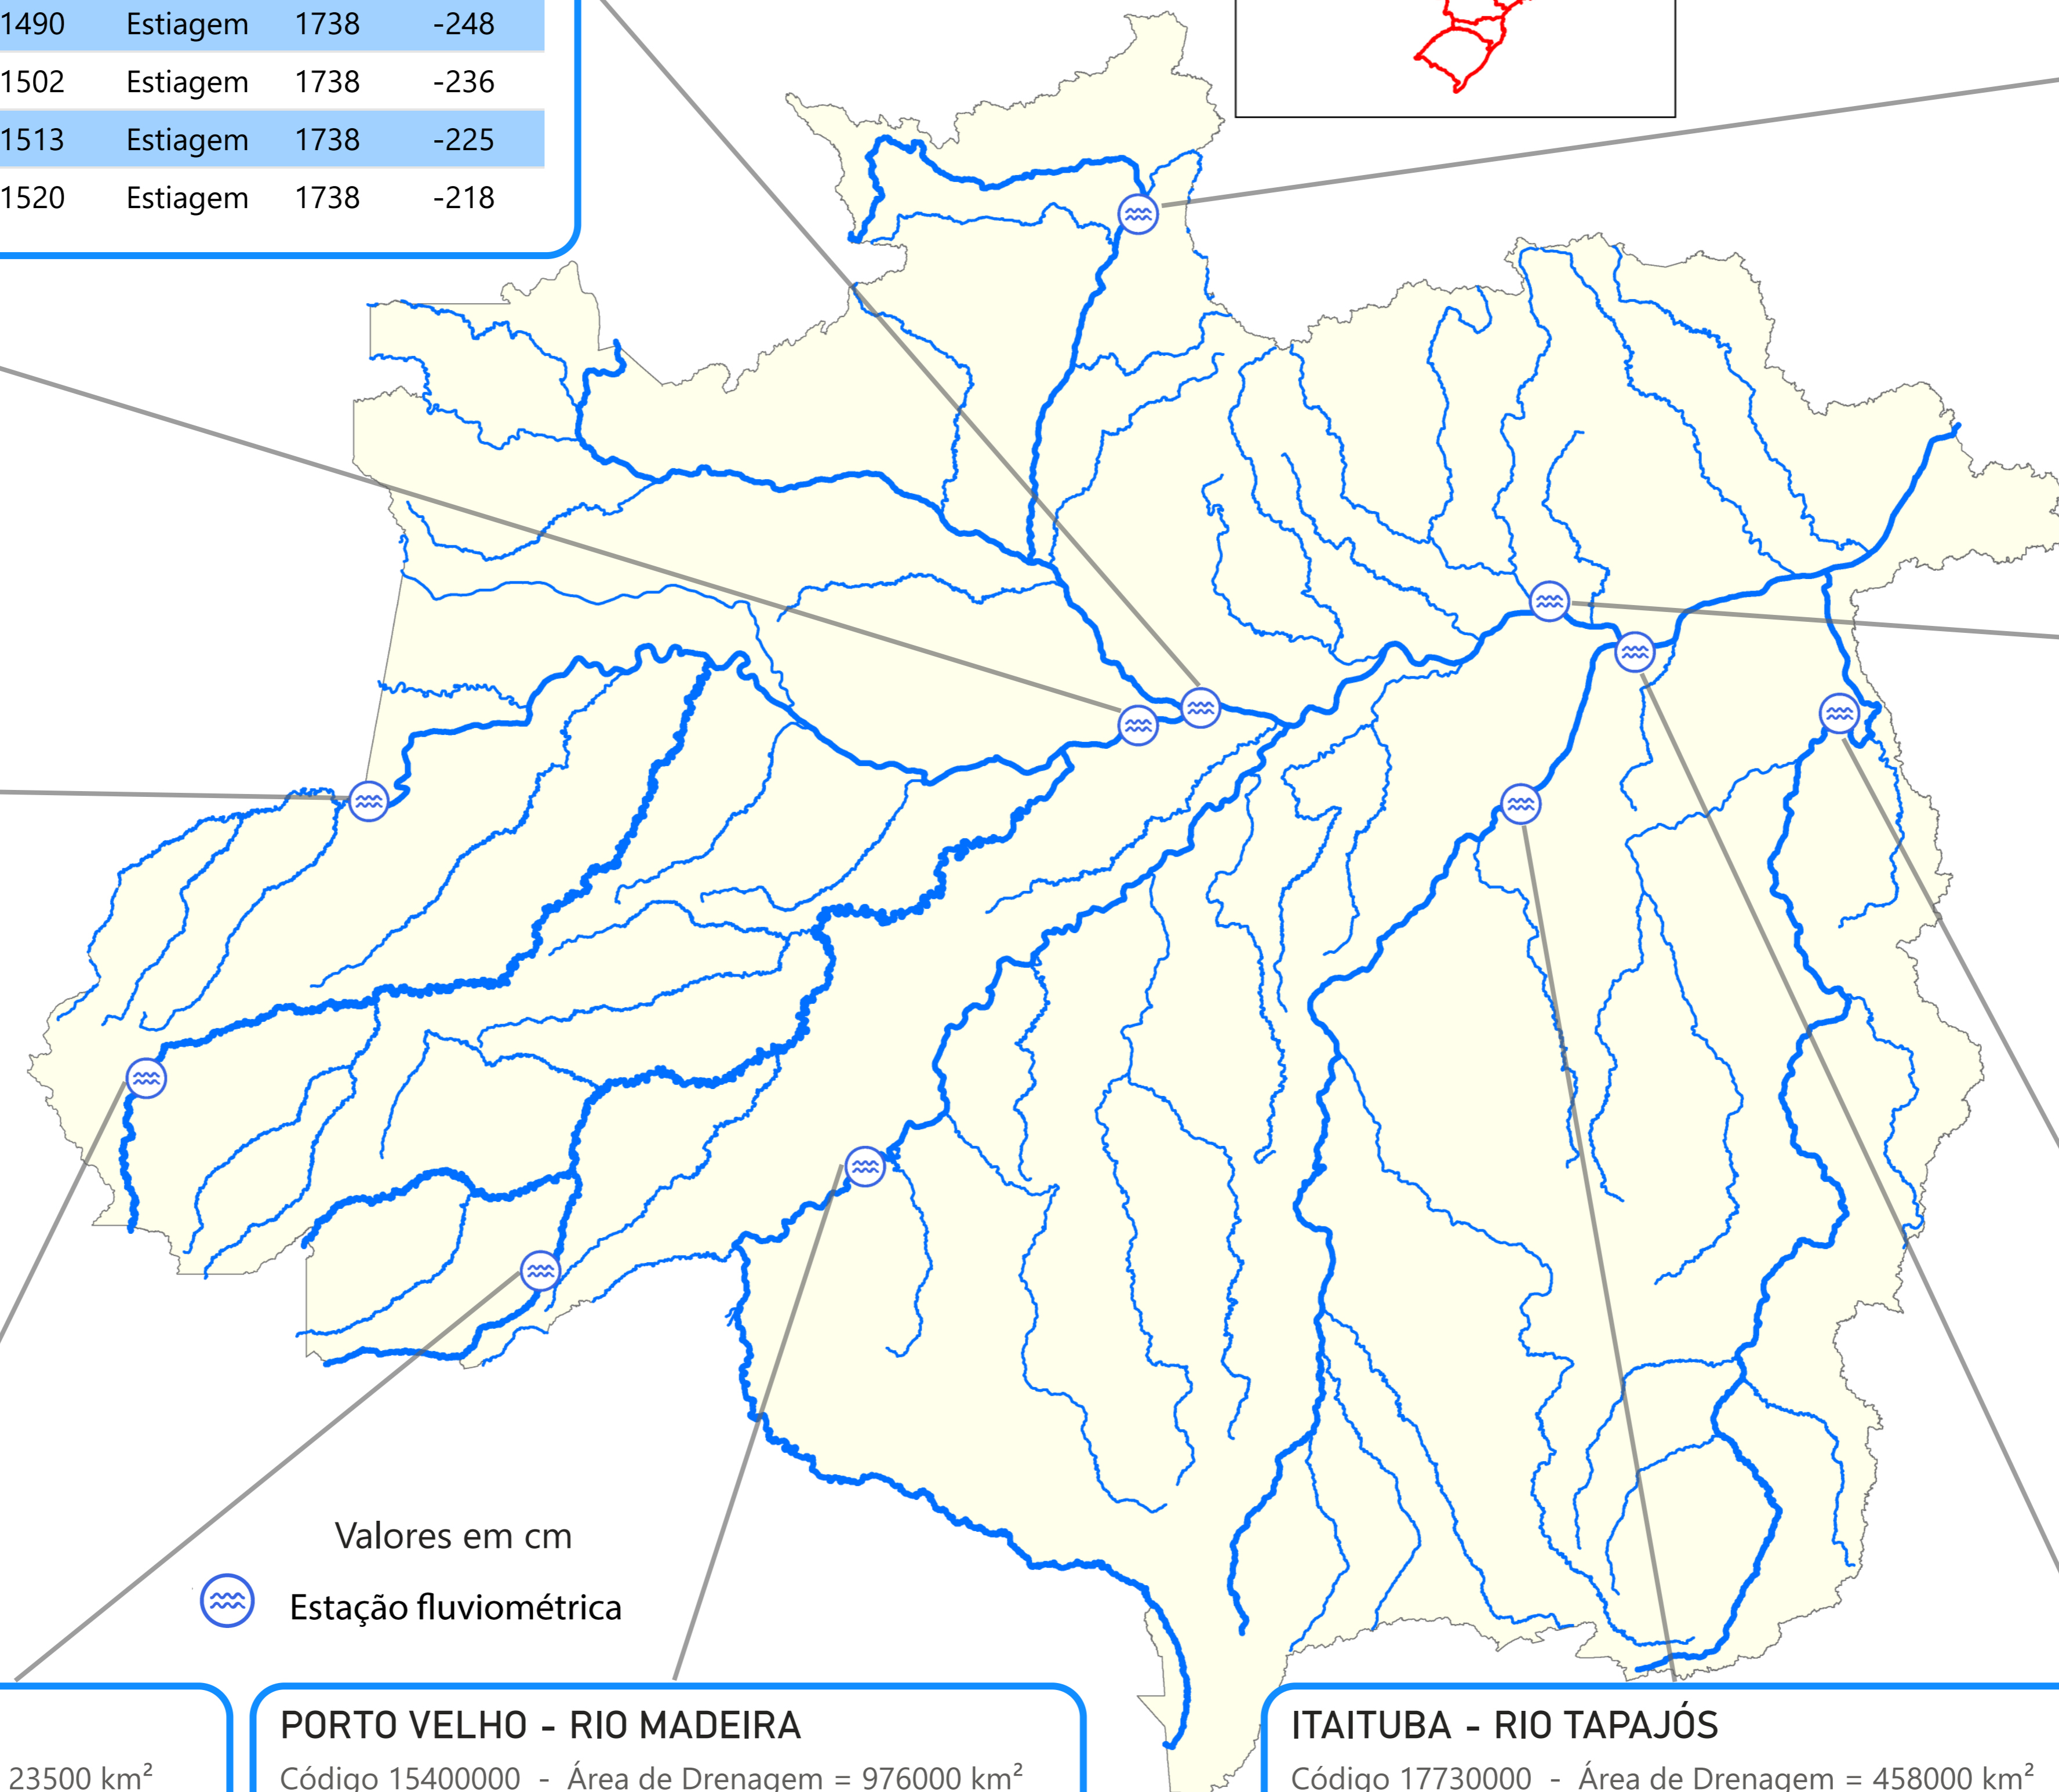 1490 Estiagem 1738 -248
1502 Estiagem 1738 -236
1513 Estiagem 1738 -225
1520 Estiagem 1738 -218
Valores em cm
Estação fluviométrica
23500 km²
PORTO VELHO - RIO MADEIRA
Código 15400000 - Área de Drenagem = 976000 km²
ITAITUBA - RIO TAPAJÓS
Código 17730000 - Área de Drenagem = 458000 km²